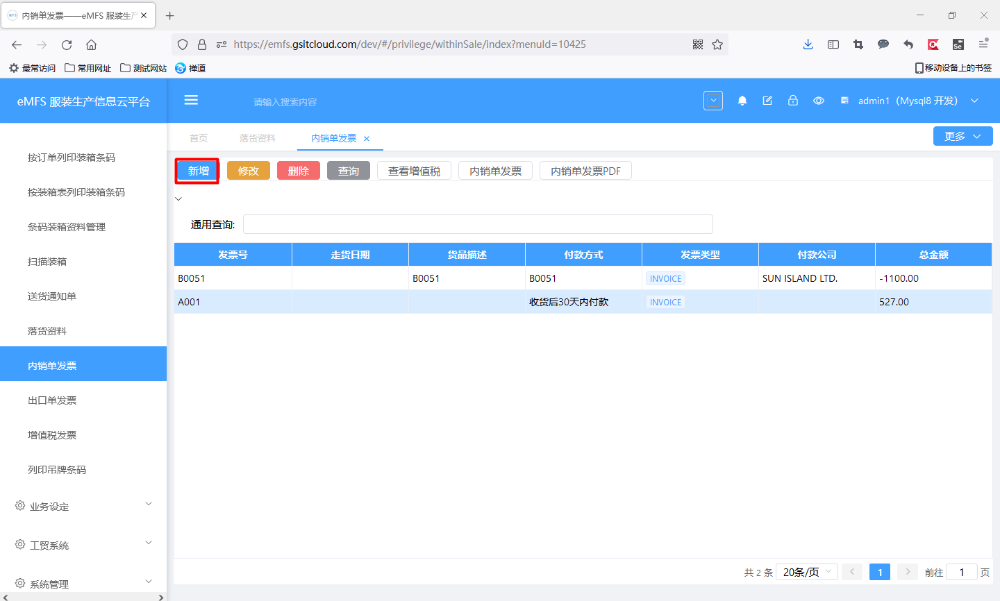 内销单发票——eMFS 服装生产
https://emfs.gsitcloud.com/dev/#/privilege/withinSale/index?menuId=10425
最常访问 常用网址 测试网站 禅道 移动设备上的书签
eMFS 服装生产信息云平台 请输入搜索内容 admin1（Mysql8 开发）
首页 落货资料 内销单发票 更多
新增 修改 删除 查询 查看增值税 内销单发票 内销单发票PDF
通用查询:
发票号 走货日期 货品描述 付款方式 发票类型 付款公司 总金额
B0051 B0051 B0051 INVOICE SUN ISLAND LTD. -1100.00
A001 收货后30天内付款 INVOICE 527.00
按订单列印装箱条码
按装箱表列印装箱条码
条码装箱资料管理
扫描装箱
送货通知单
落货资料
内销单发票
出口单发票
增值税发票
列印吊牌条码
业务设定
工贸系统
系统管理
共 2 条 20条/页 1 前往 1 页